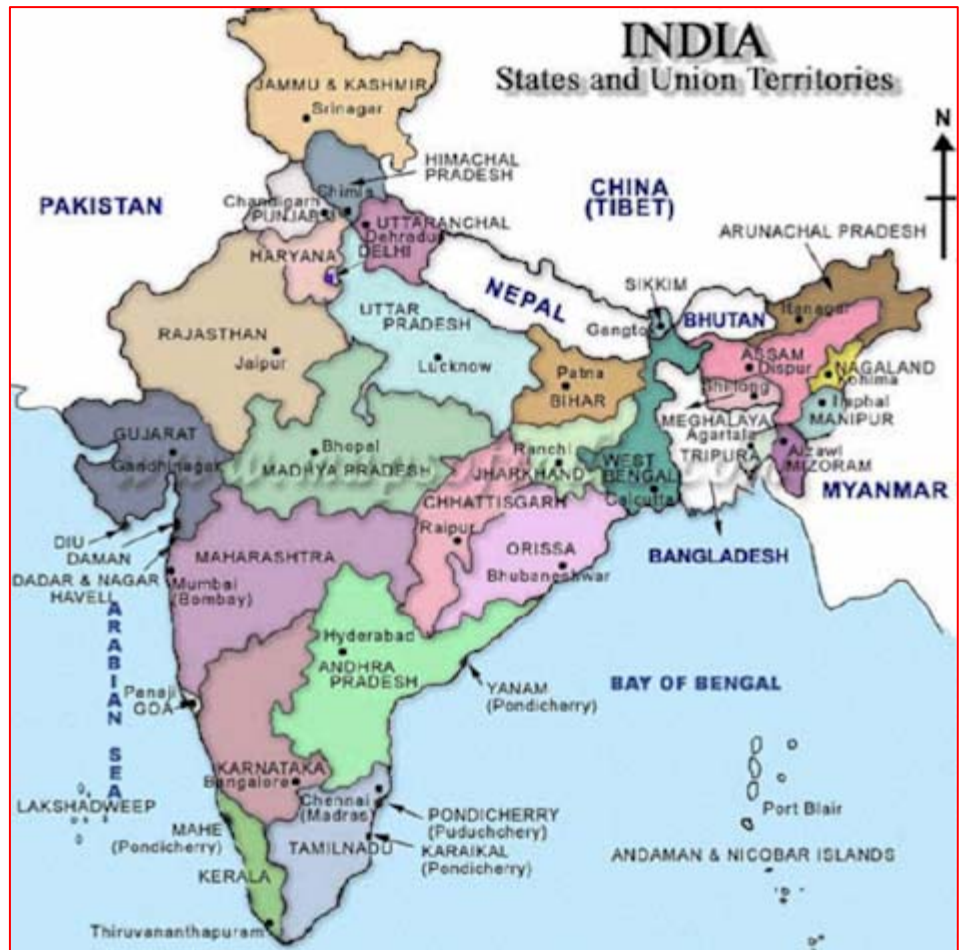 INDIA
States and Union Territories
N
JAMMU & KASHMIR
Srinagar
HIMACHAL
PRADESH
Shimla
PAKISTAN
CHINA
(TIBET)
Chandigarh
PUNJAB
UTTARANCHAL
Dehradun
ARUNACHAL PRADESH
HARYANA
DELHI
NEPAL
SIKKIM
BHUTAN
Itanagar
RAJASTHAN
Jaipur
UTTAR
PRADESH
Lucknow
Gangtok
ASSAM
Dispur
NAGALAND
Kohima
Patna
BIHAR
Shillong
MEGHALAYA
Imphal
MANIPUR
GUJARAT
Gandhinagar
Bhopal
MADHYA PRADESH
Ranchi
JHARKHAND
WEST
BENGAL
Calcutta
Agartala
TRIPURA
Aizawl
MIZORAM
MYANMAR
CHHATTISGARH
Raipur
DIU
DAMAN
DADAR & NAGAR
HAVELI
MAHARASHTRA
Mumbai
(Bombay)
ORISSA
Bhubaneshwar
BANGLADESH
ARABIAN SEA
Hyderabad
ANDHRA
PRADESH
YANAM
(Pondicherry)
BAY OF BENGAL
Panaji
GOA
KARNATAKA
Bangalore
LAKSHADWEEP
Chennai
(Madras)
PONDICHERRY
(Puduchchery)
Port Blair
MAHE
(Pondicherry)
TAMILNADU
KARAIKAL
(Pondicherry)
ANDAMAN & NICOBAR ISLANDS
KERALA
Thiruvananthapuram